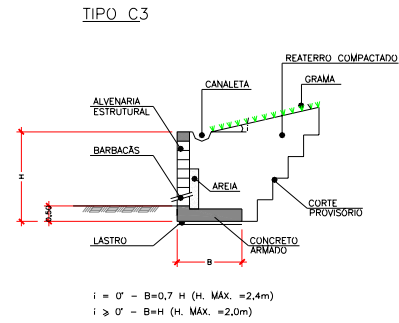 TIPO C3
REATERRO COMPACTADO
GRAMA
CANALETA
ALVENARIA
ESTRUTURAL
i
BARBACÃS
H
AREIA
CORTE
PROVISÓRIO
0,50
LASTRO
CONCRETO
ARMADO
B
i = 0° - B=0,7 H (H. MÁX. =2,4m)
i ⩾ 0° - B=H (H. MÁX. =2,0m)